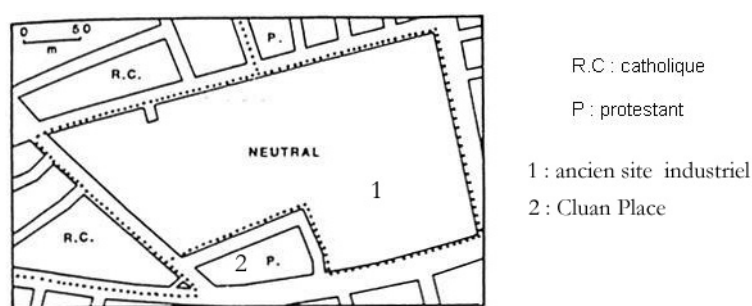 0 50
m
P.
R.C.
NEUTRAL
1
R.C.
2 P.
R.C : catholique
P : protestant
1 : ancien site industriel
2 : Cluan Place